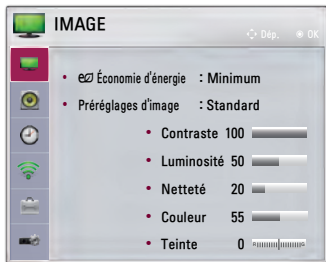 IMAGE
Dép. OK
• Économie d'énergie : Minimum
• Préréglages d'image : Standard
• Contraste 100
• Luminosité 50
• Netteté 20
• Couleur 55
• Teinte 0